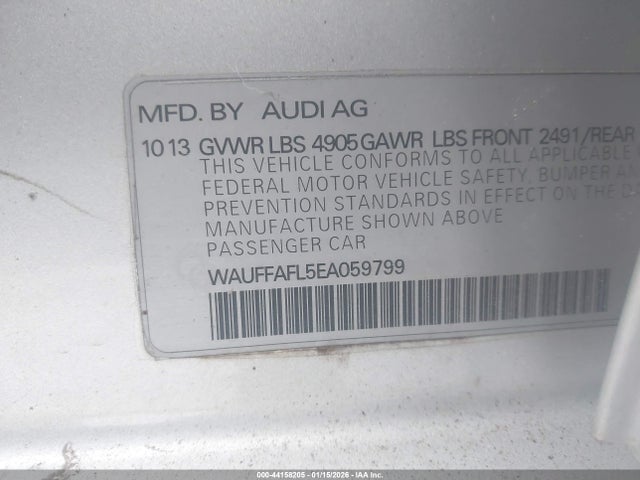 MFD. BY AUDI AG
10 13 GVWR LBS 4905 GAWR LBS FRONT 2491/REAR
THIS VEHICLE CONFORMS TO ALL APPLICABLE
FEDERAL MOTOR VEHICLE SAFETY, BUMPER AN
PREVENTION STANDARDS IN EFFECT ON THE D
MANUFACTURE SHOWN ABOVE
PASSENGER CAR
WAUFFAFL5EA059799
000-44158205 - 01/15/2026 - © IAA Inc.